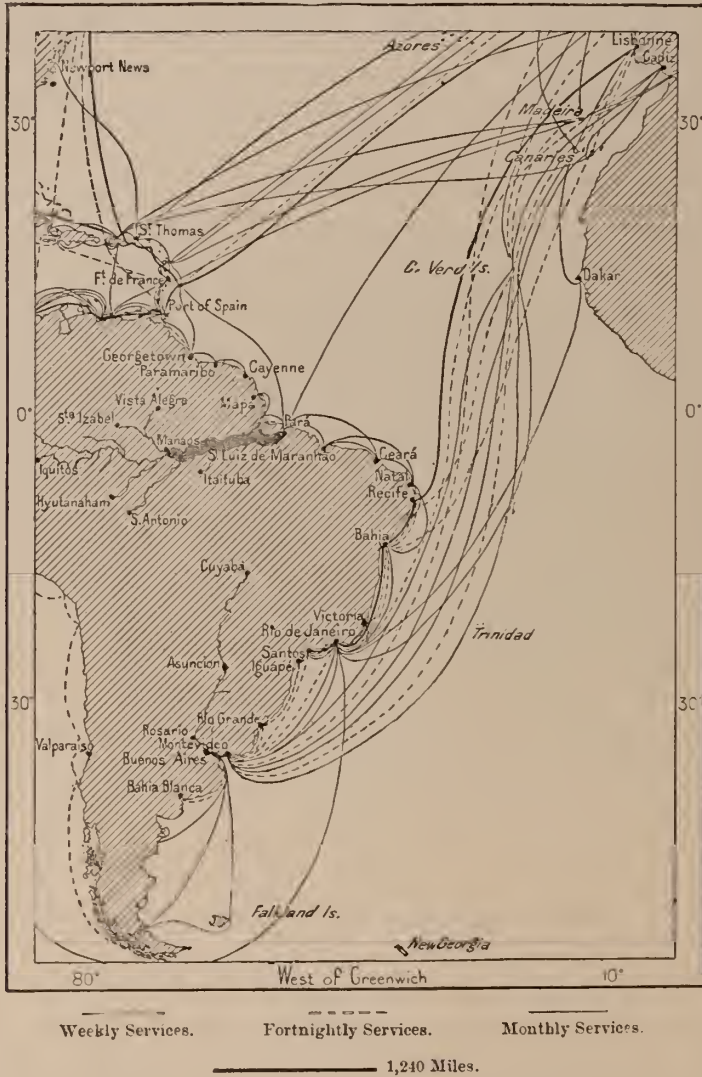 Azores
Lisbonne
Cadiz
Newport News
30°
30°
Madeira
Canaries
St Thomas
C. Verd Is.
Ft de France
Dakar
Port of Spain
Georgetown
Paramaribo
Cayenne
Vista Alegre
Mapa
0°
0°
Sta Izabel
Pará
Manaos
S. Luiz de Maranhão
Ceará
Iquitos
Itaituba
Natal
Hyutanaham
Recife
S. Antonio
Bahia
Cuyabá
Victoria
Rio de Janeiro
Trinidad
Santos
Iguape
Asuncion
30°
30°
Rio Grande
Rosario
Valparaiso
Montevideo
Buenos Aires
Bahia Blanca
Falkland Is.
New Georgia
80°
West of Greenwich
10°
Weekly Services.
Fortnightly Services.
Monthly Services.
1,240 Miles.